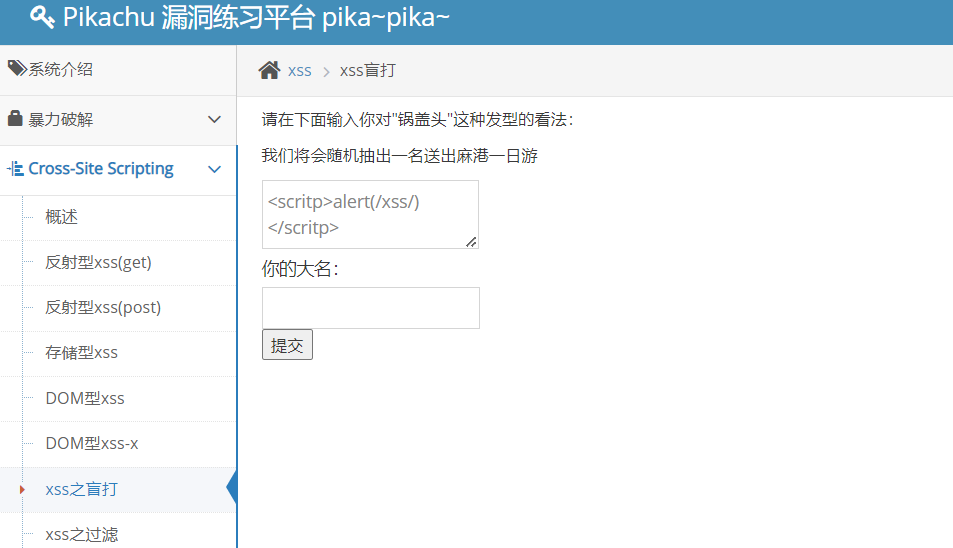 Pikachu 漏洞练习平台 pika~pika~
系统介绍
暴力破解
Cross-Site Scripting
概述
反射型xss(get)
反射型xss(post)
存储型xss
DOM型xss
DOM型xss-x
xss之盲打
xss之过滤
xss > xss盲打
请在下面输入你对"锅盖头"这种发型的看法：
我们将会随机抽出一名送出麻港一日游
<scritp>alert(/xss/)
</scritp>
你的大名：
提交